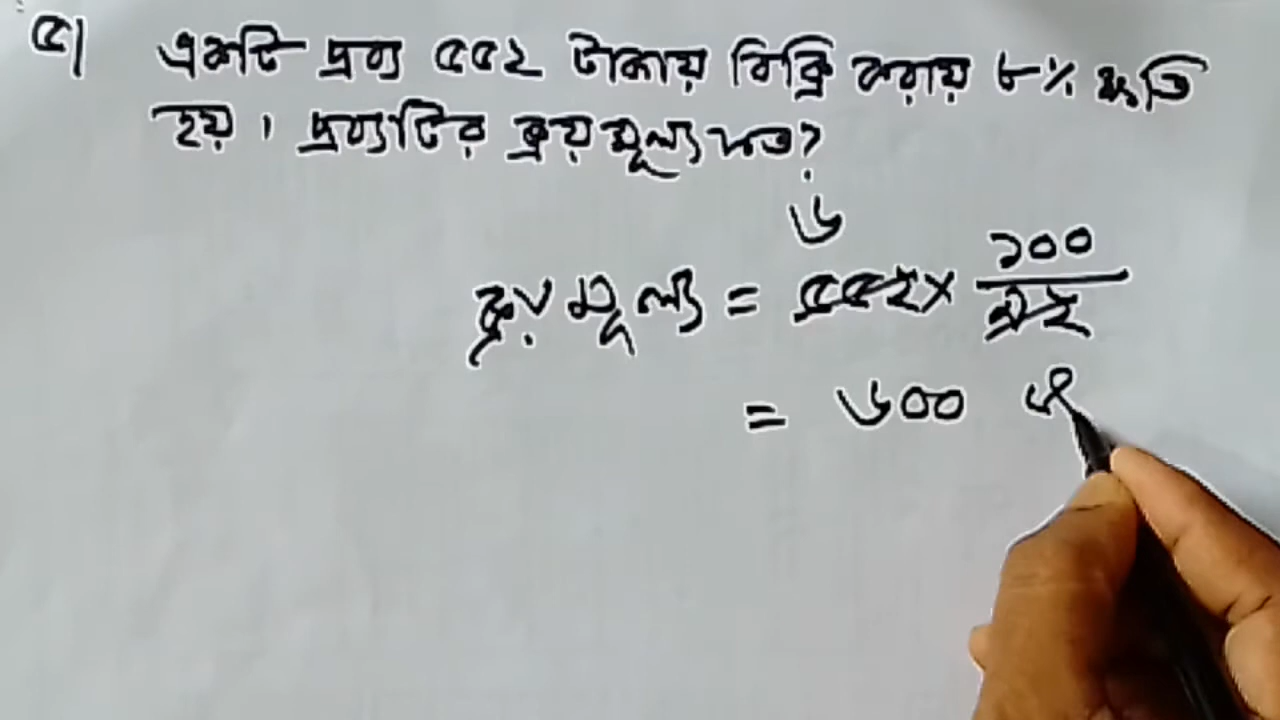 ৫। একটি দ্রব্য ৫৫২ টাকায় বিক্রি করায় ৮% ক্ষতি
হয়। দ্রব্যটির ক্রয় মূল্য কত?
৬
ক্রয় মূল্য = ৫৫২ × ১০০/৯২
= ৬০০